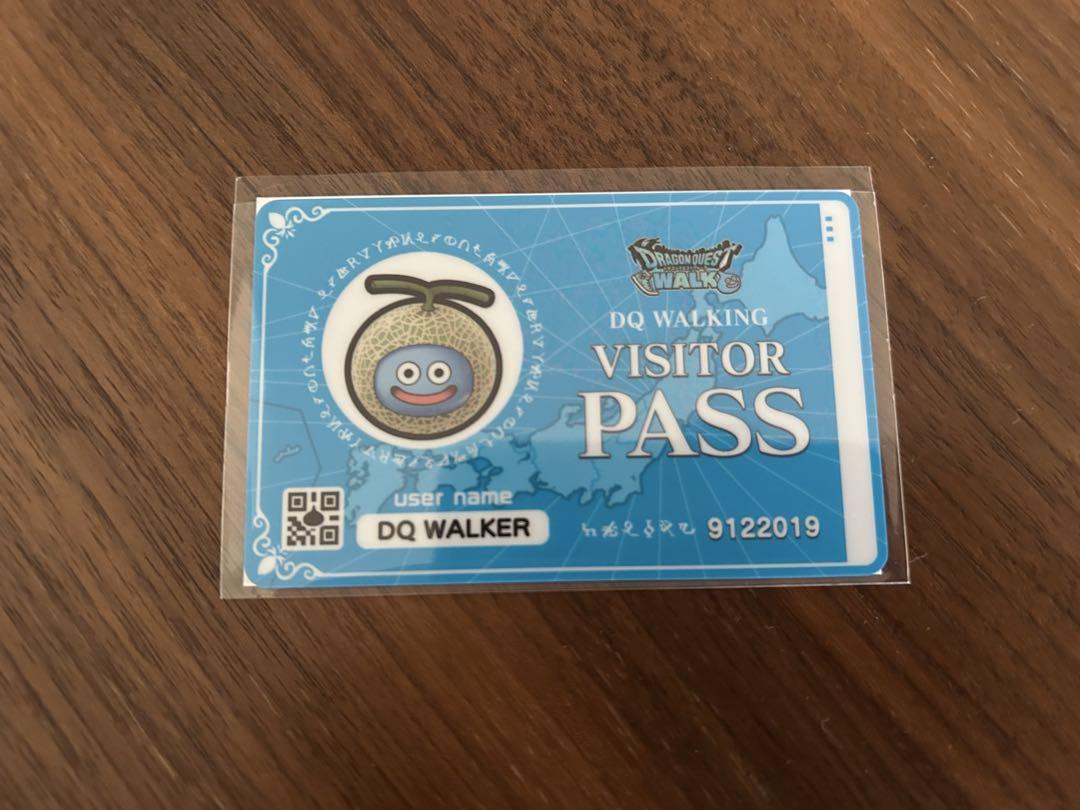 DRAGON QUEST
WALK
DQ WALKING
VISITOR
PASS
user name
DQ WALKER
9122019